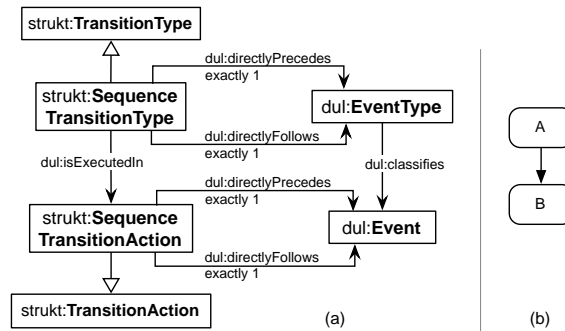 strukt:TransitionType
dul:directlyPrecedes
exactly 1
strukt:Sequence
TransitionType
dul:EventType
dul:directlyFollows
exactly 1
dul:isExecutedIn
dul:classifies
A
B
dul:directlyPrecedes
exactly 1
strukt:Sequence
TransitionAction
dul:Event
dul:directlyFollows
exactly 1
strukt:TransitionAction
(a)
(b)